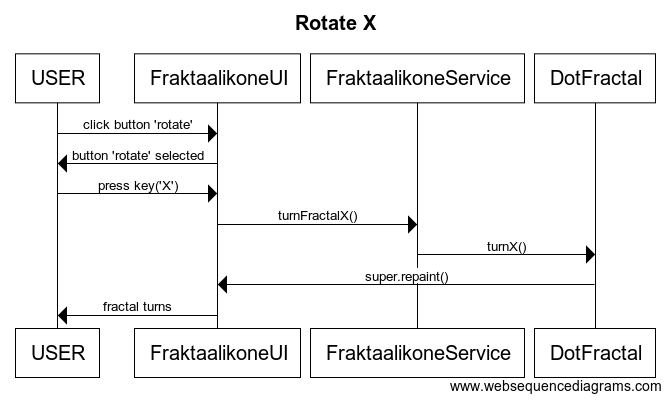 Rotate X
USER FraktaalikoneUI FraktaalikoneService DotFractal
click button 'rotate'
button 'rotate' selected
press key('X')
turnFractalX()
turnX()
super.repaint()
fractal turns
USER FraktaalikoneUI FraktaalikoneService DotFractal
www.websequencediagrams.com